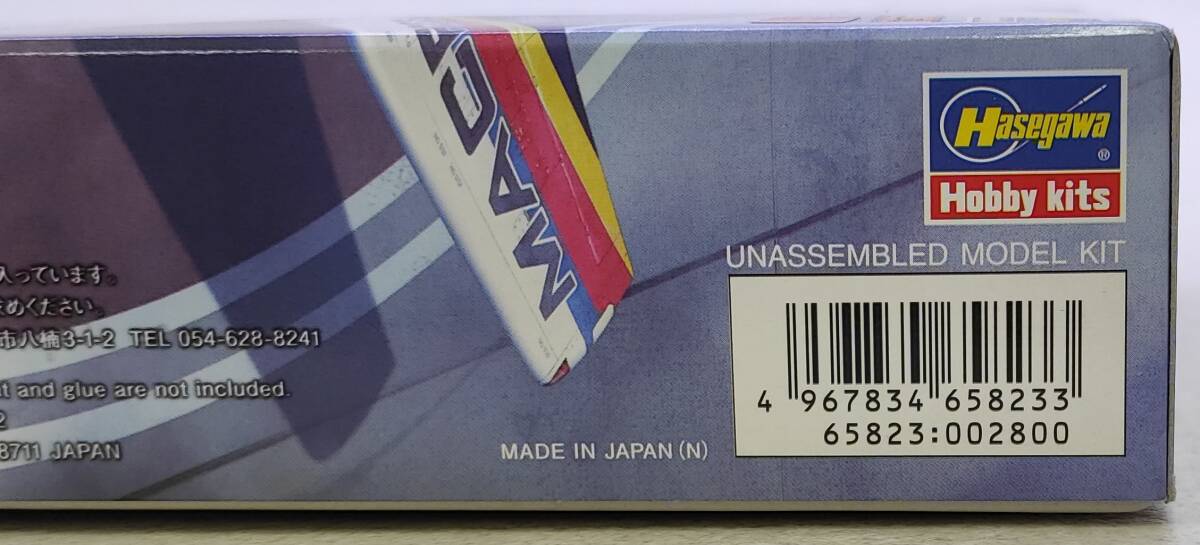 MAC
Hasegawa
®
Hobby kits
UNASSEMBLED MODEL KIT
入っています。
めください。
市八楠3-1-2 TEL 054-628-8241
and glue are not included.
2
8711 JAPAN
MADE IN JAPAN (N)
4 967834 658233
65823:002800